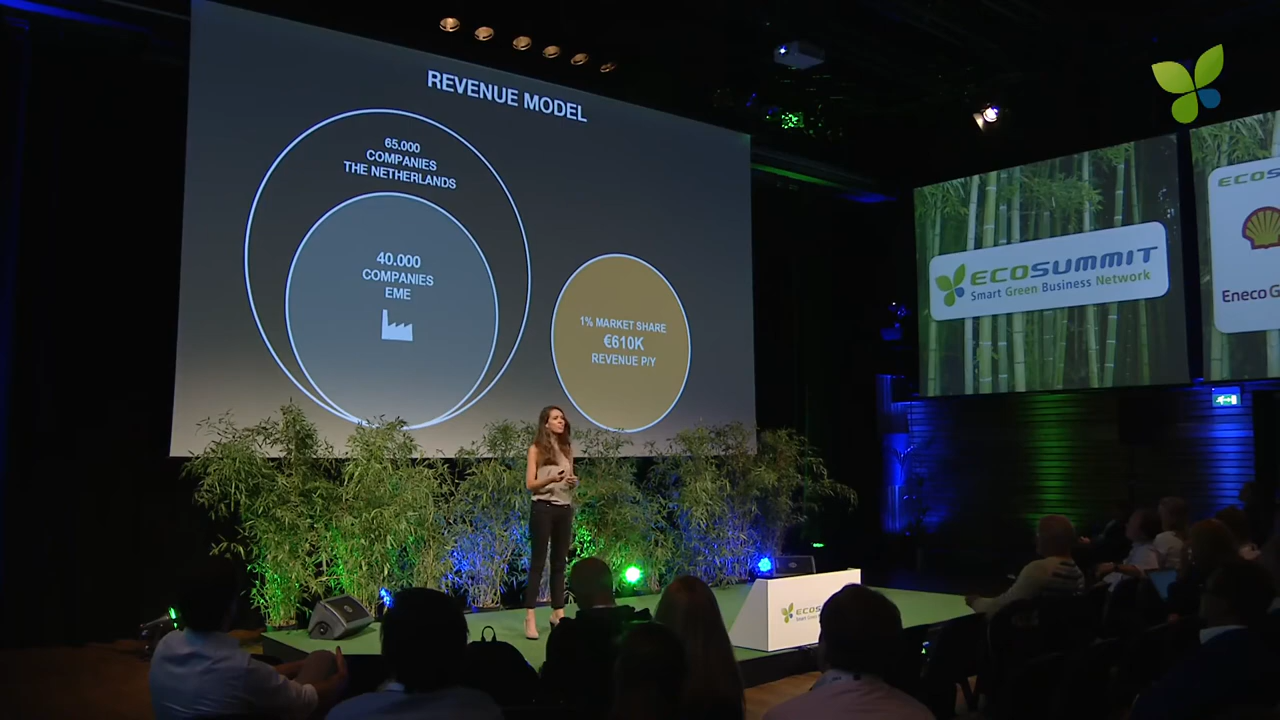 REVENUE MODEL
65.000
COMPANIES
THE NETHERLANDS
40.000
COMPANIES
EME
1% MARKET SHARE
€610K
REVENUE P/Y
ECOSUMMIT
Smart Green Business Network
ECOS
Eneco G
ECOS